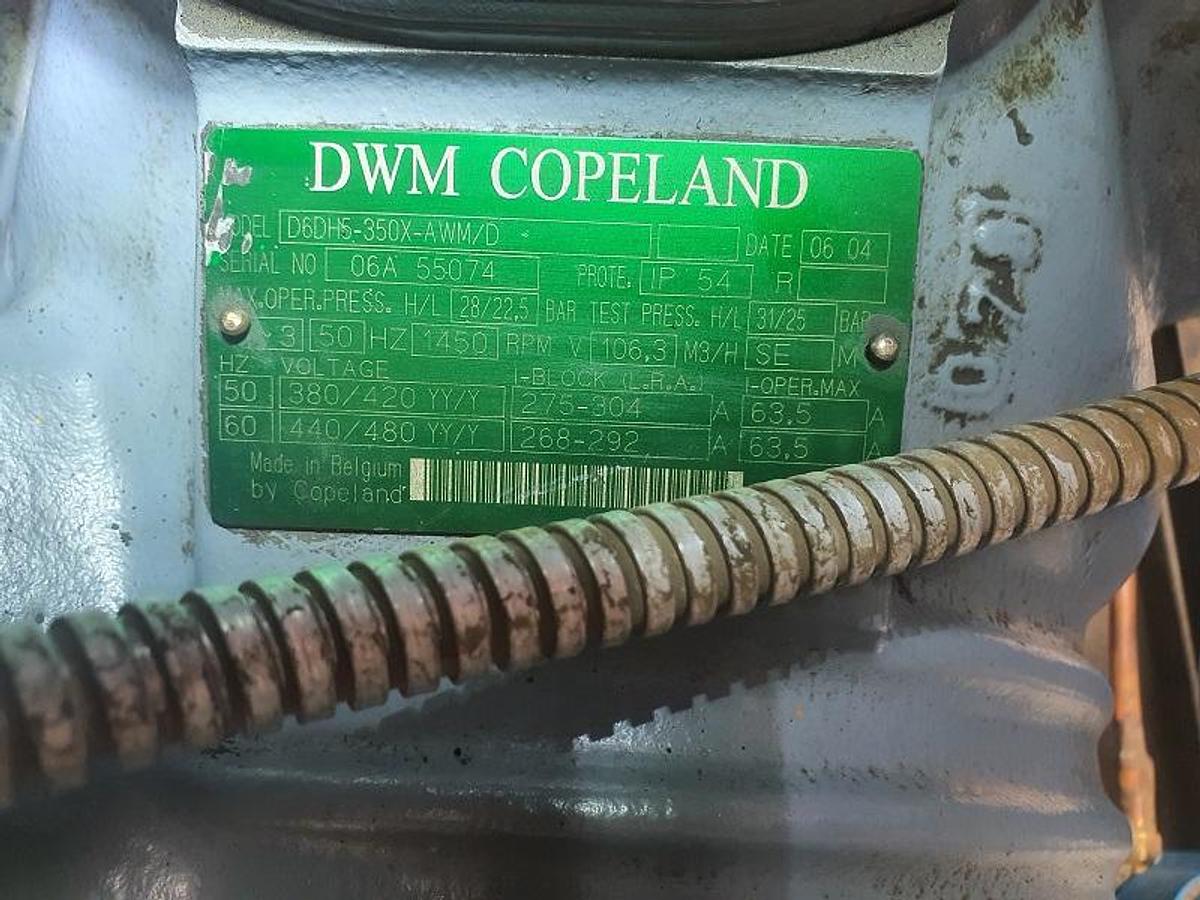 DWM COPELAND
MODEL D6DH5-350X-AWM/D DATE 06 04
SERIAL NO 06A 55074 PROTE. IP 54 R
MAX.OPER.PRESS. H/L 28/22,5 BAR TEST PRESS. H/L 31/25 BAR
3 50 HZ 1450 RPM V 106,3 M3/H SE M
HZ VOLTAGE I-BLOCK (L.R.A.) I-OPER.MAX
50 380/420 YY/Y 275-304 A 63,5 A
60 440/480 YY/Y 268-292 A 63,5 A
Made in Belgium
by Copeland